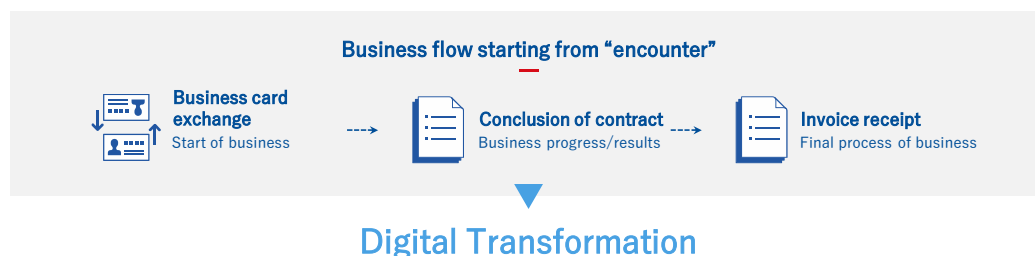 Business flow starting from “encounter”
Business card
exchange
Start of business
Conclusion of contract
Business progress/results
Invoice receipt
Final process of business
Digital Transformation